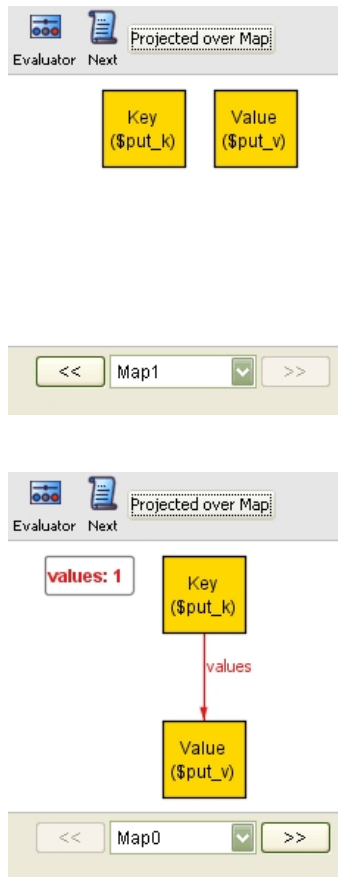 Projected over Map
Evaluator Next
Key
($put_k)
Value
($put_v)
<< Map1 >>
Projected over Map
Evaluator Next
values: 1
Key
($put_k)
values
Value
($put_v)
<< Map0 >>